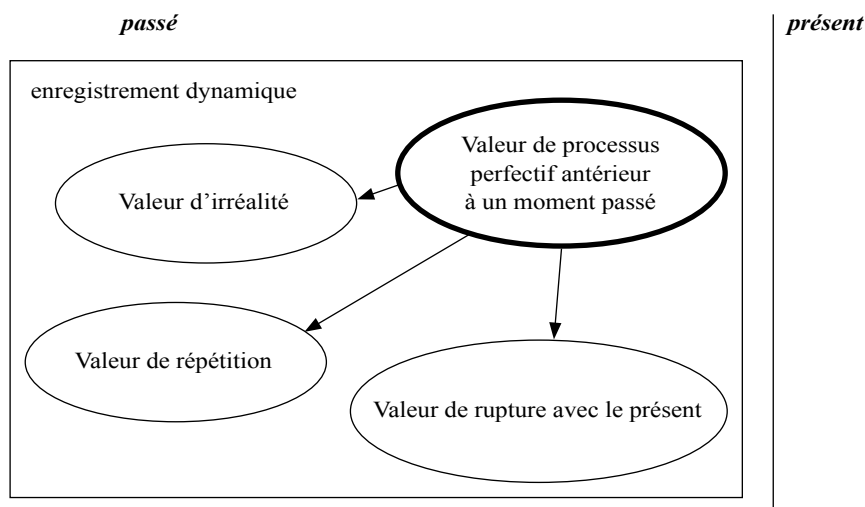 passé
présent
enregistrement dynamique
Valeur de processus
perfectif antérieur
à un moment passé
Valeur d’irréalité
Valeur de répétition
Valeur de rupture avec le présent